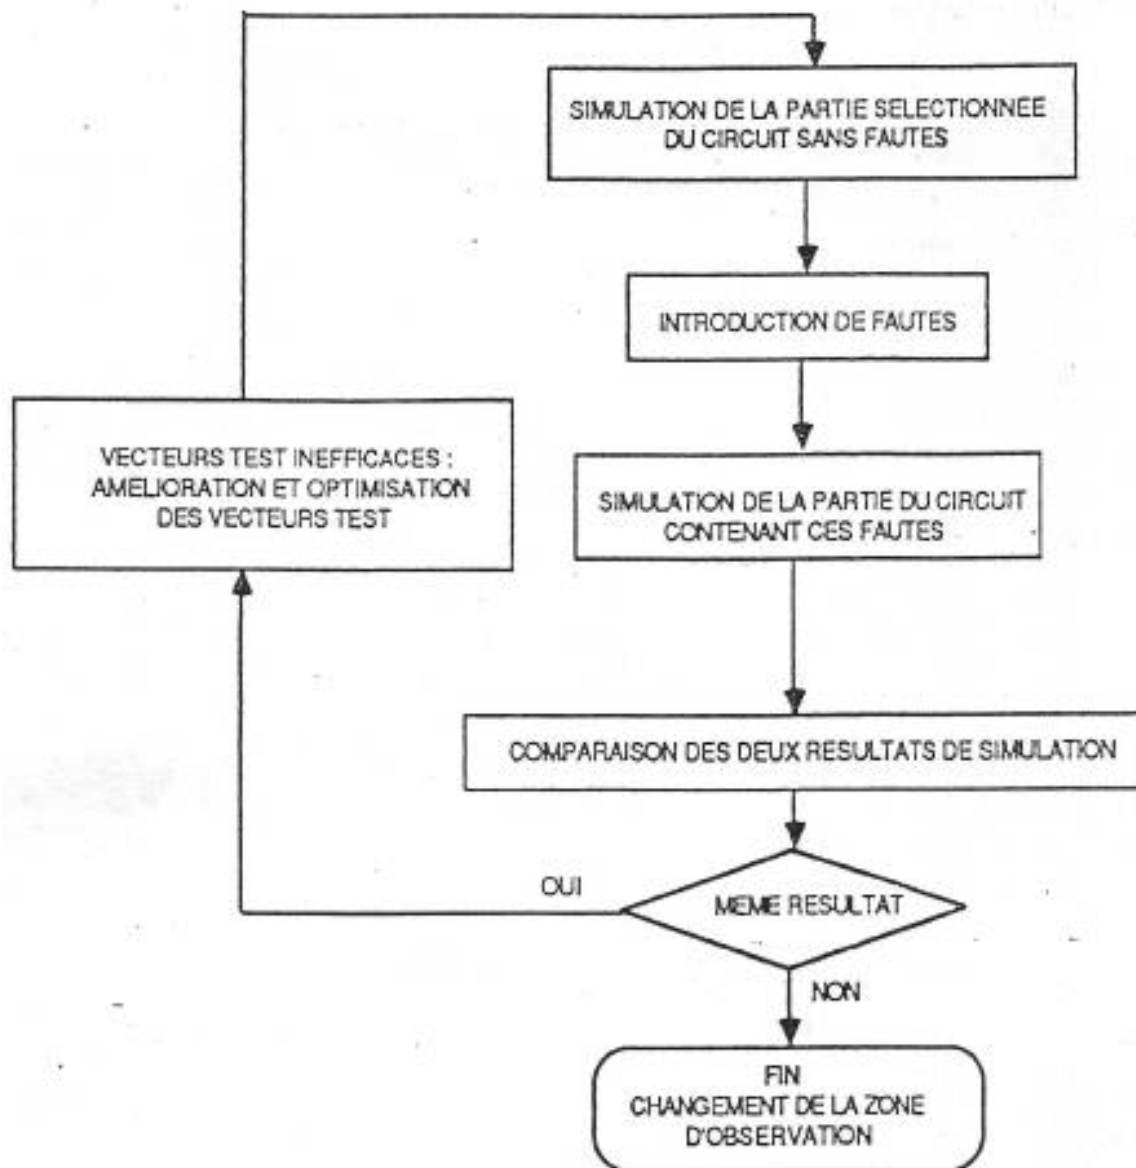 SIMULATION DE LA PARTIE SELECTIONNEE
DU CIRCUIT SANS FAUTES
INTRODUCTION DE FAUTES
VECTEURS TEST INEFFICACES :
AMELIORATION ET OPTIMISATION
DES VECTEURS TEST
SIMULATION DE LA PARTIE DU CIRCUIT
CONTENANT CES FAUTES
COMPARAISON DES DEUX RESULTATS DE SIMULATION
OUI
MEME RESULTAT
NON
FIN
CHANGEMENT DE LA ZONE
D'OBSERVATION